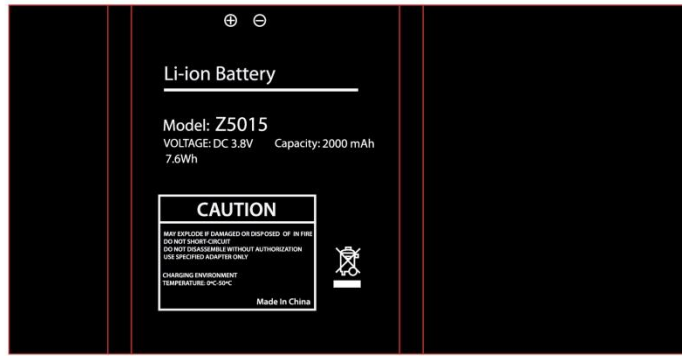 ⊕ ⊖
Li-ion Battery
Model: Z5015
VOLTAGE: DC 3.8V Capacity: 2000 mAh
7.6Wh
CAUTION
MAY EXPLODE IF DAMAGED OR DISPOSED OF IN FIRE
DO NOT SHORT-CIRCUIT
DO NOT DISASSEMBLE WITHOUT AUTHORIZATION
USE SPECIFIED ADAPTER ONLY
CHARGING ENVIRONMENT
TEMPERATURE: 0ºC-50ºC
Made In China